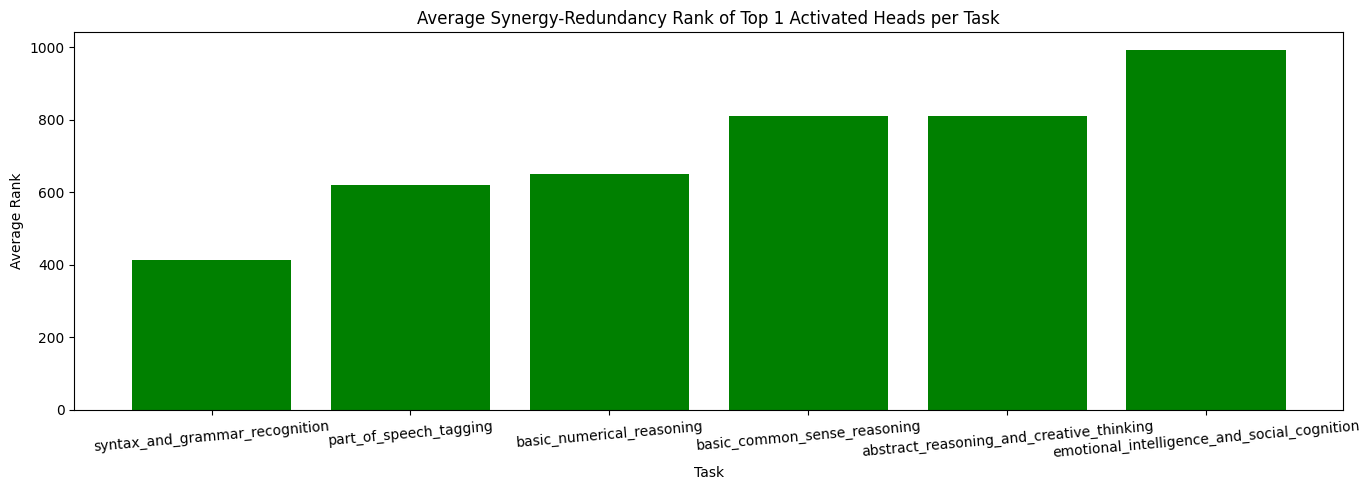 Average Synergy-Redundancy Rank of Top 1 Activated Heads per Task
Average Rank
1000
800
600
400
200
0
syntax_and_grammar_recognition
part_of_speech_tagging
basic_numerical_reasoning
basic_common_sense_reasoning
abstract_reasoning_and_creative_thinking
emotional_intelligence_and_social_cognition
Task